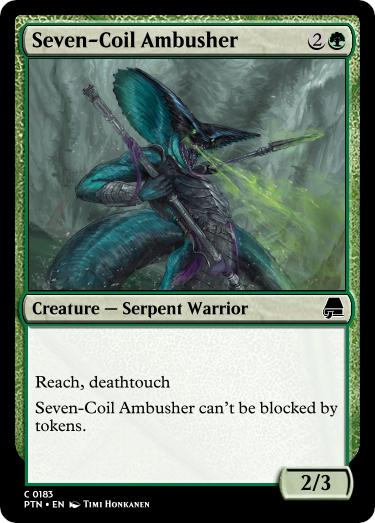 Seven-Coil Ambusher 2
Creature — Serpent Warrior
Reach, deathtouch
Seven-Coil Ambusher can't be blocked by
tokens.
2/3
C 0183
PTN • EN Timi Honkanen